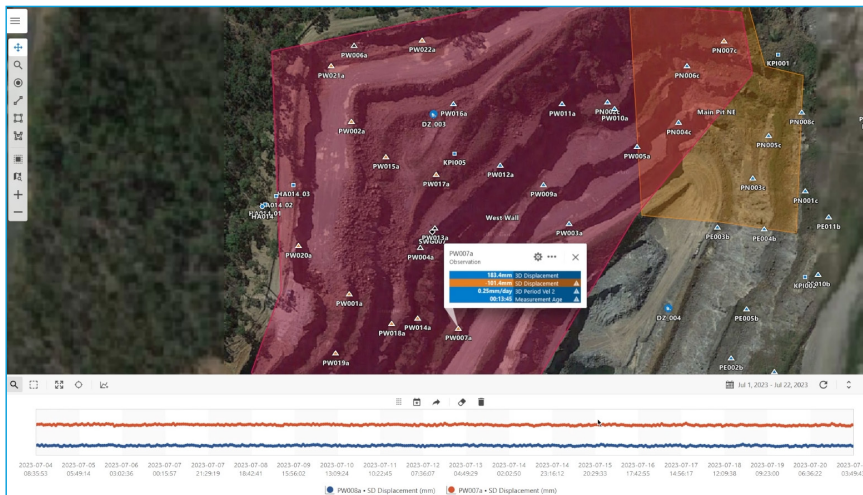 PW022a
PW006a
PN007c
KPI001
PW021a
PN006c
PW016a
PW011a
PW010a
Main Pit NE
PW002a
DZ_003
PN004c
PN008c
PN005c
PW015a
KPI005
PW005a
PW012a
PW017a
PW009a
PN003c
HA014_03
PN001c
HA014_02
West Wall
PW003a
PE011b
PW013a
PE003b
PE004b
PW020a
PW004a
PW007a
Observation
183.4mm 3D Displacement
101.4mm SD Displacement
0.25mm/day 3D Period Vel 2
00:13:45 Measurement Age
PW001a
DZ_004
PE005b
PW018a
PW014a
PW007a
PW019a
PE002b
Jul 1, 2023 - Jul 22, 2023
2023-07-04 2023-07-05 2023-07-06 2023-07-07 2023-07-07 2023-07-08 2023-07-09 2023-07-10 2023-07-11 2023-07-12 2023-07-13 2023-07-14 2023-07-15 2023-07-16 2023-07-17 2023-07-18 2023-07-19 2023-07-20
08:35:53 05:49:14 03:02:36 00:15:57 21:29:19 18:42:41 15:56:02 13:09:24 10:22:45 07:36:07 04:49:29 02:02:50 23:16:12 20:29:33 17:42:55 14:56:17 12:09:38 09:23:00 06:36:22
PW008a • SD Displacement (mm) PW007a • SD Displacement (mm)